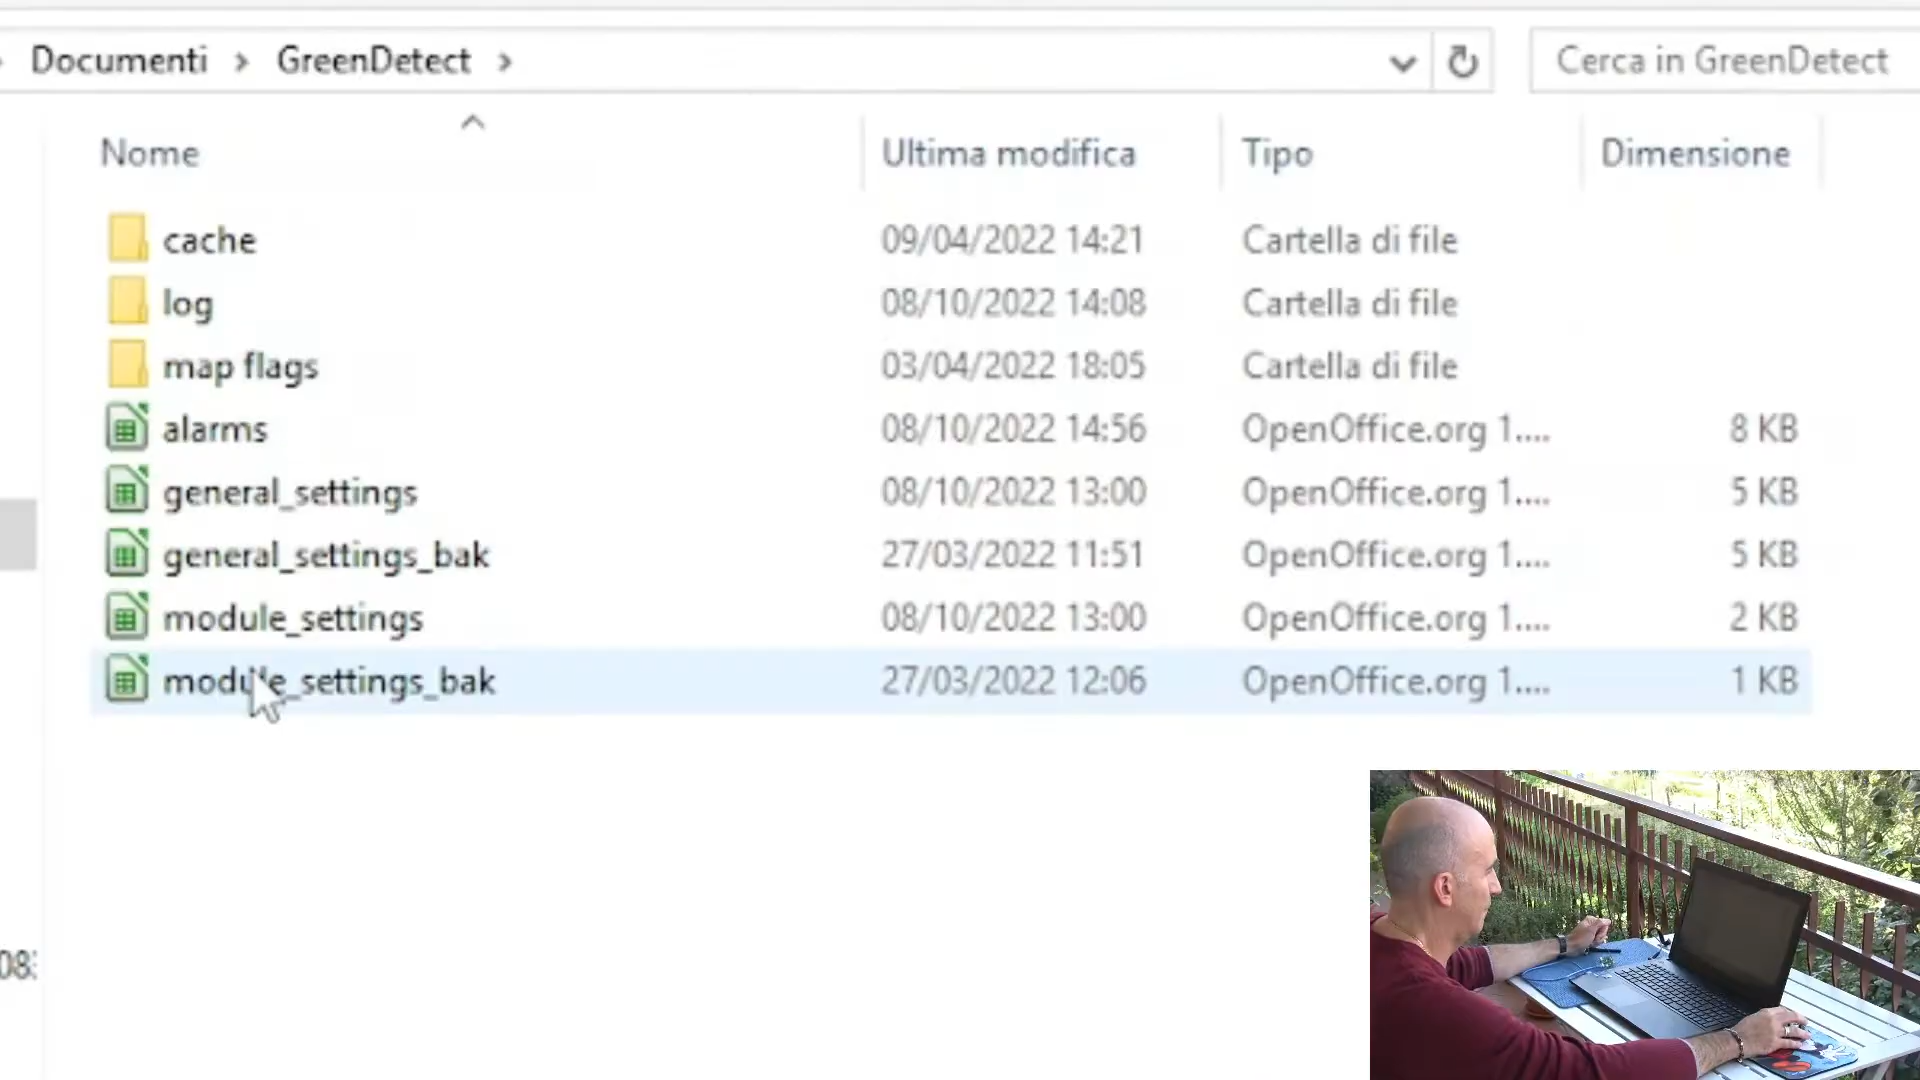 Documenti > GreenDetect >
Cerca in GreenDetect
Nome Ultima modifica Tipo Dimensione
cache 09/04/2022 14:21 Cartella di file
log 08/10/2022 14:08 Cartella di file
map flags 03/04/2022 18:05 Cartella di file
alarms 08/10/2022 14:56 OpenOffice.org 1.... 8 KB
general_settings 08/10/2022 13:00 OpenOffice.org 1.... 5 KB
general_settings_bak 27/03/2022 11:51 OpenOffice.org 1.... 5 KB
module_settings 08/10/2022 13:00 OpenOffice.org 1.... 2 KB
module_settings_bak 27/03/2022 12:06 OpenOffice.org 1.... 1 KB